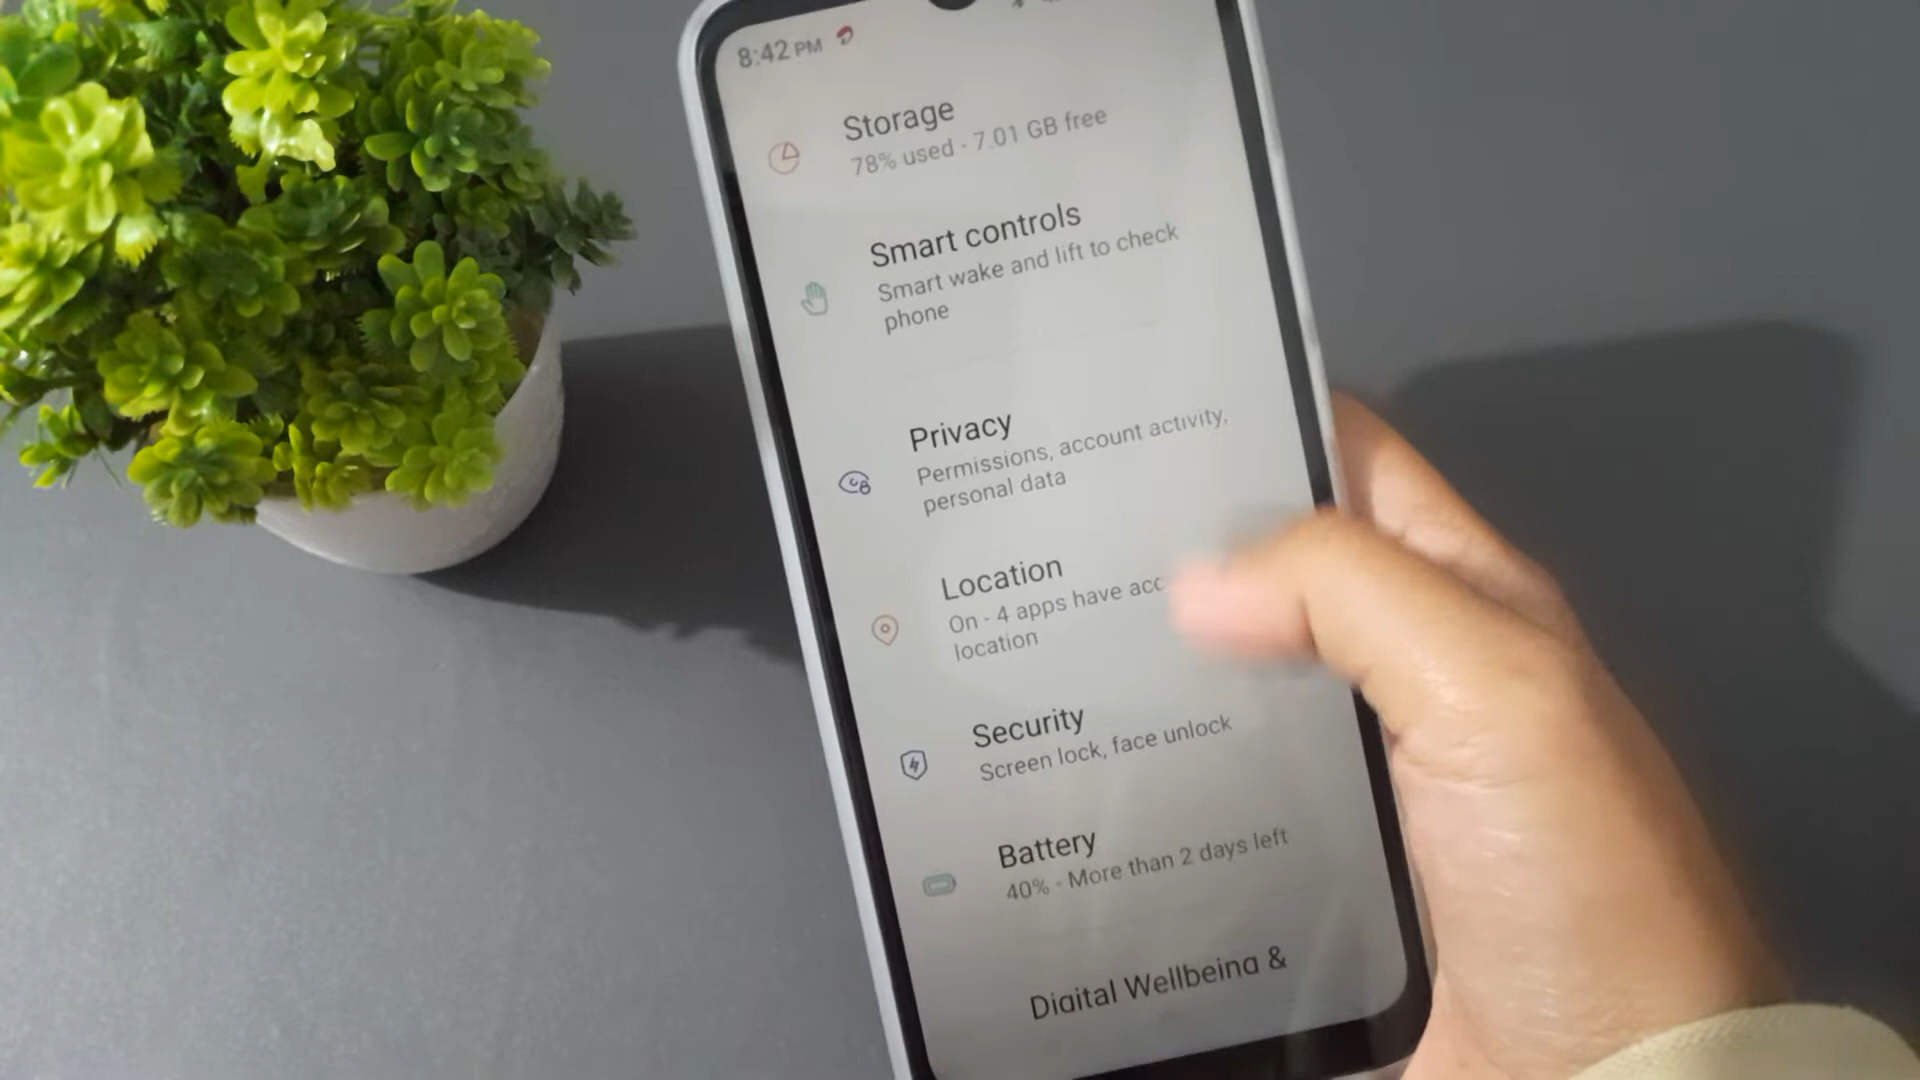 8:42 PM
Storage
78% used · 7.01 GB free
Smart controls
Smart wake and lift to check
phone
Privacy
Permissions, account activity,
personal data
Location
On · 4 apps have acc
location
Security
Screen lock, face unlock
Battery
40% · More than 2 days left
Digital Wellbeing &